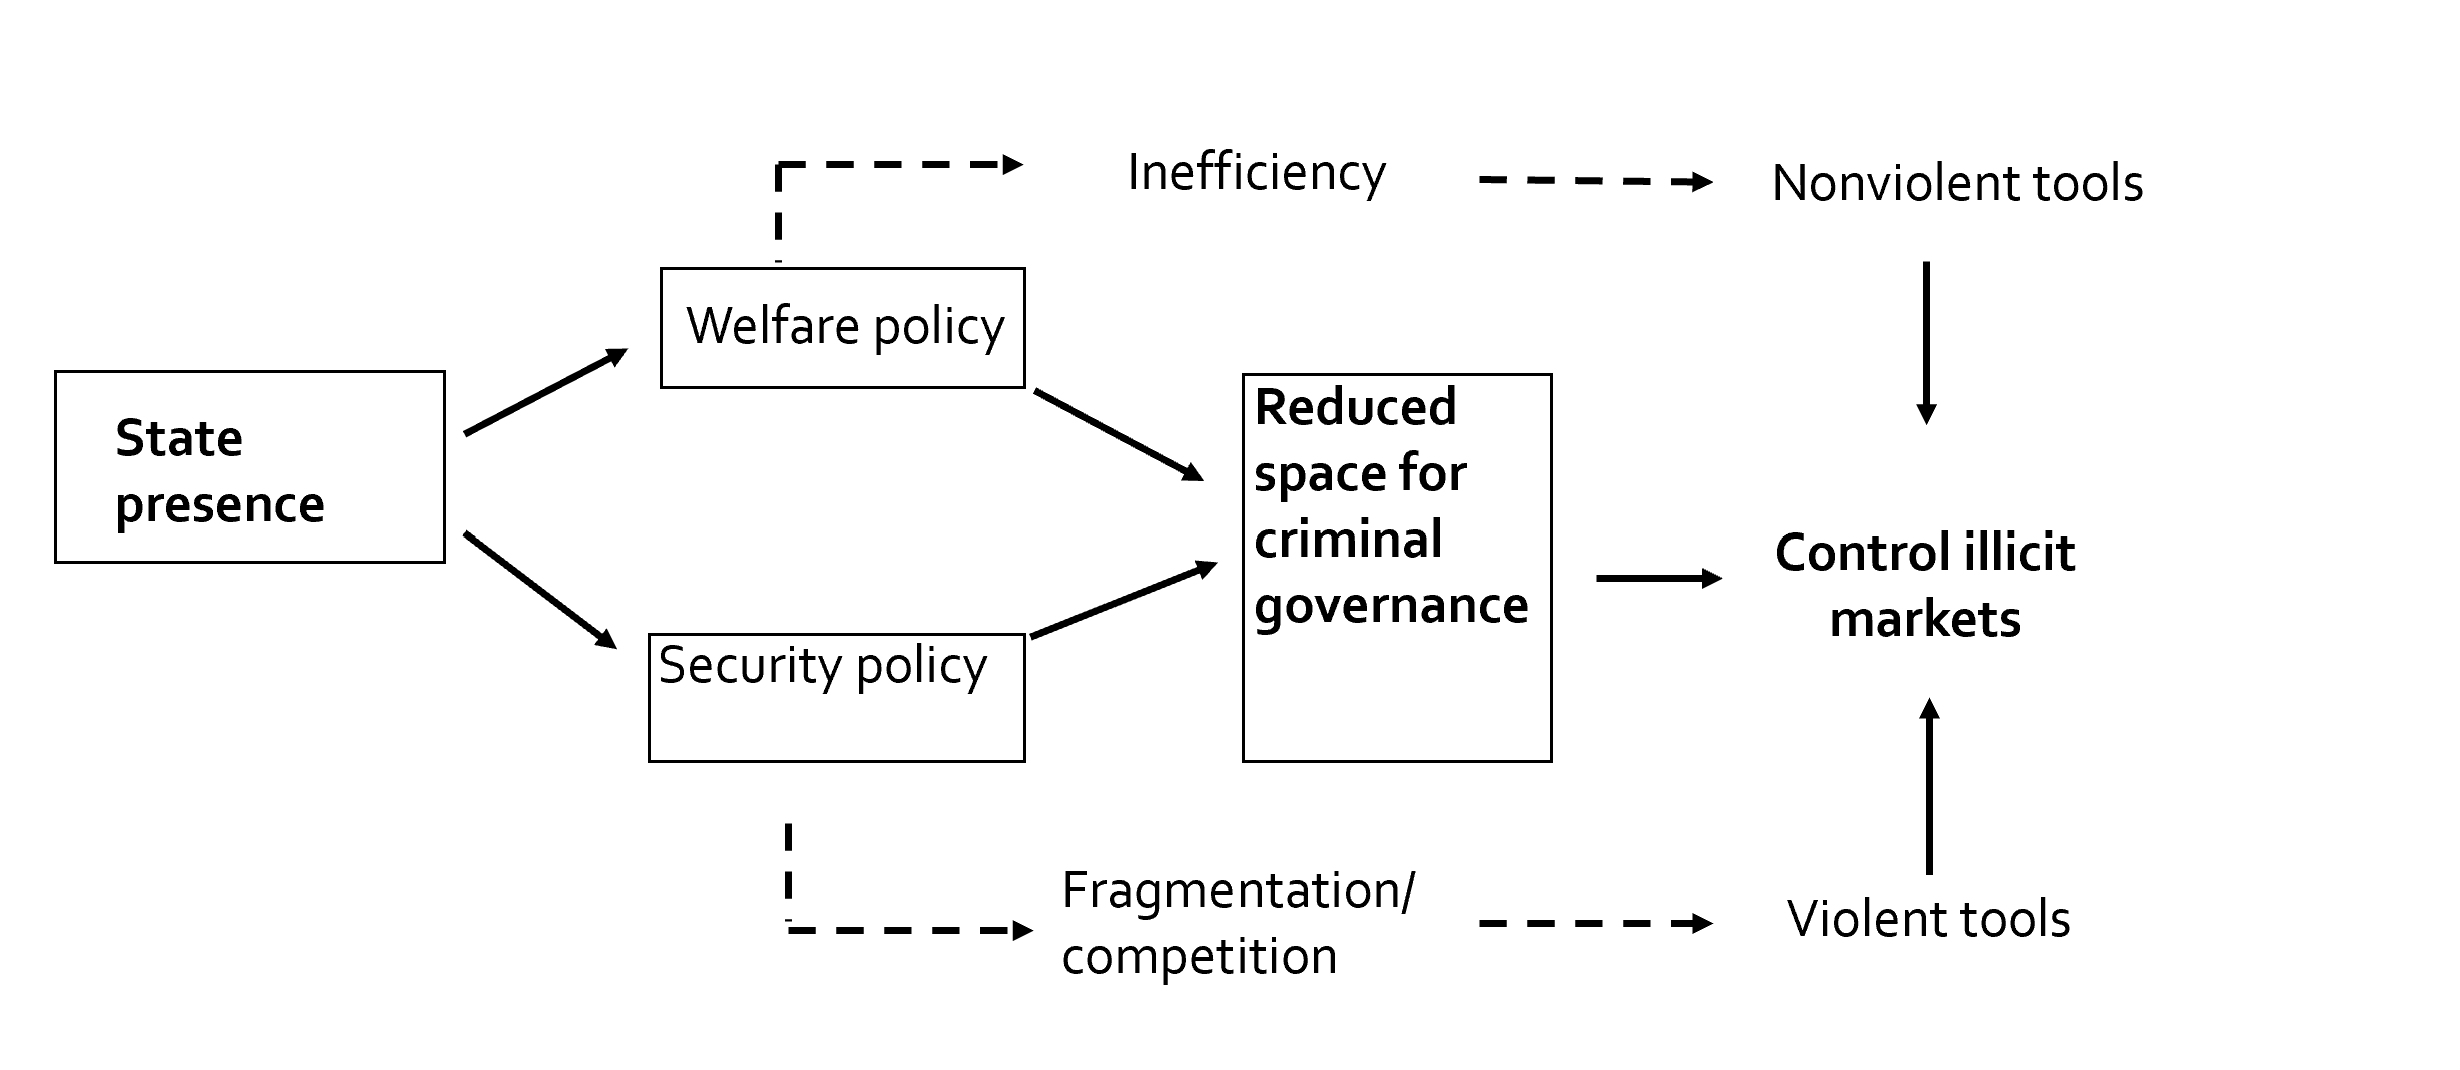 Inefficiency
Nonviolent tools
Welfare policy
State
presence
Reduced
space for
criminal
governance
Control illicit
markets
Security policy
Fragmentation/
competition
Violent tools